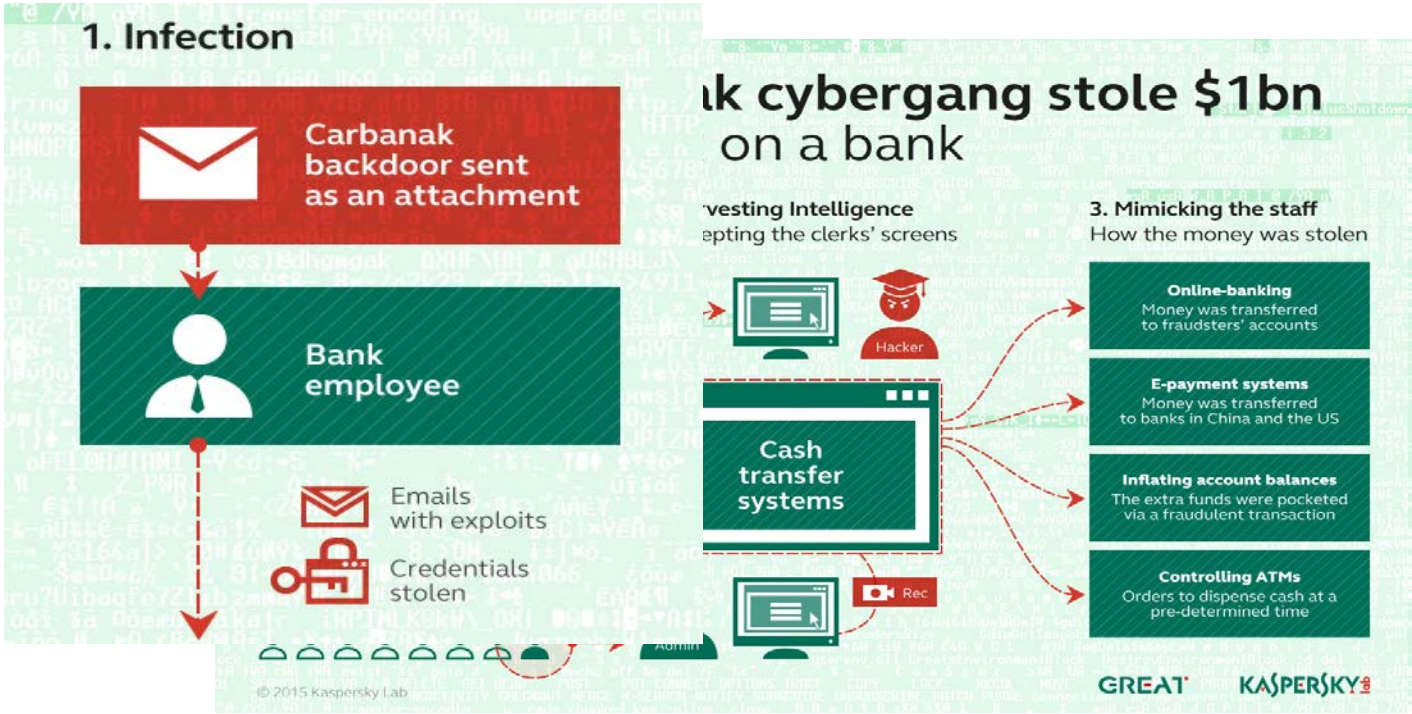 1. Infection
Carbanak
backdoor sent
as an attachment
Bank
employee
Emails
with exploits
Credentials
stolen
ak cybergang stole $1bn
on a bank
vesting Intelligence
epting the clerks' screens
Hacker
Cash
transfer
systems
Rec
Admin
3. Mimicking the staff
How the money was stolen
Online-banking
Money was transferred
to fraudsters' accounts
E-payment systems
Money was transferred
to banks in China and the US
Inflating account balances
The extra funds were pocketed
via a fraudulent transaction
Controlling ATMs
Orders to dispense cash at a
pre-determined time
© 2015 Kaspersky Lab
GREAT
KASPERSKY lab